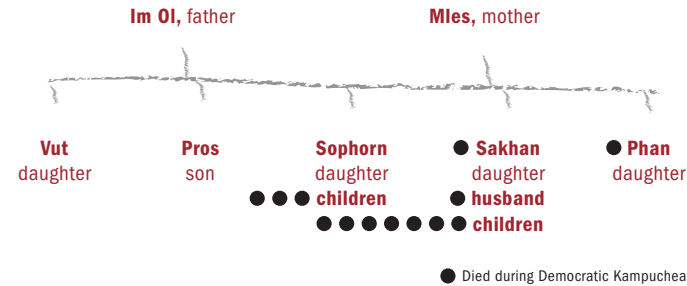 Im Ol, father Mles, mother
Vut Pros Sophorn ● Sakhan ● Phan
daughter son daughter daughter daughter
● ● ● children ● husband
● ● ● ● ● ● ● children
● Died during Democratic Kampuchea